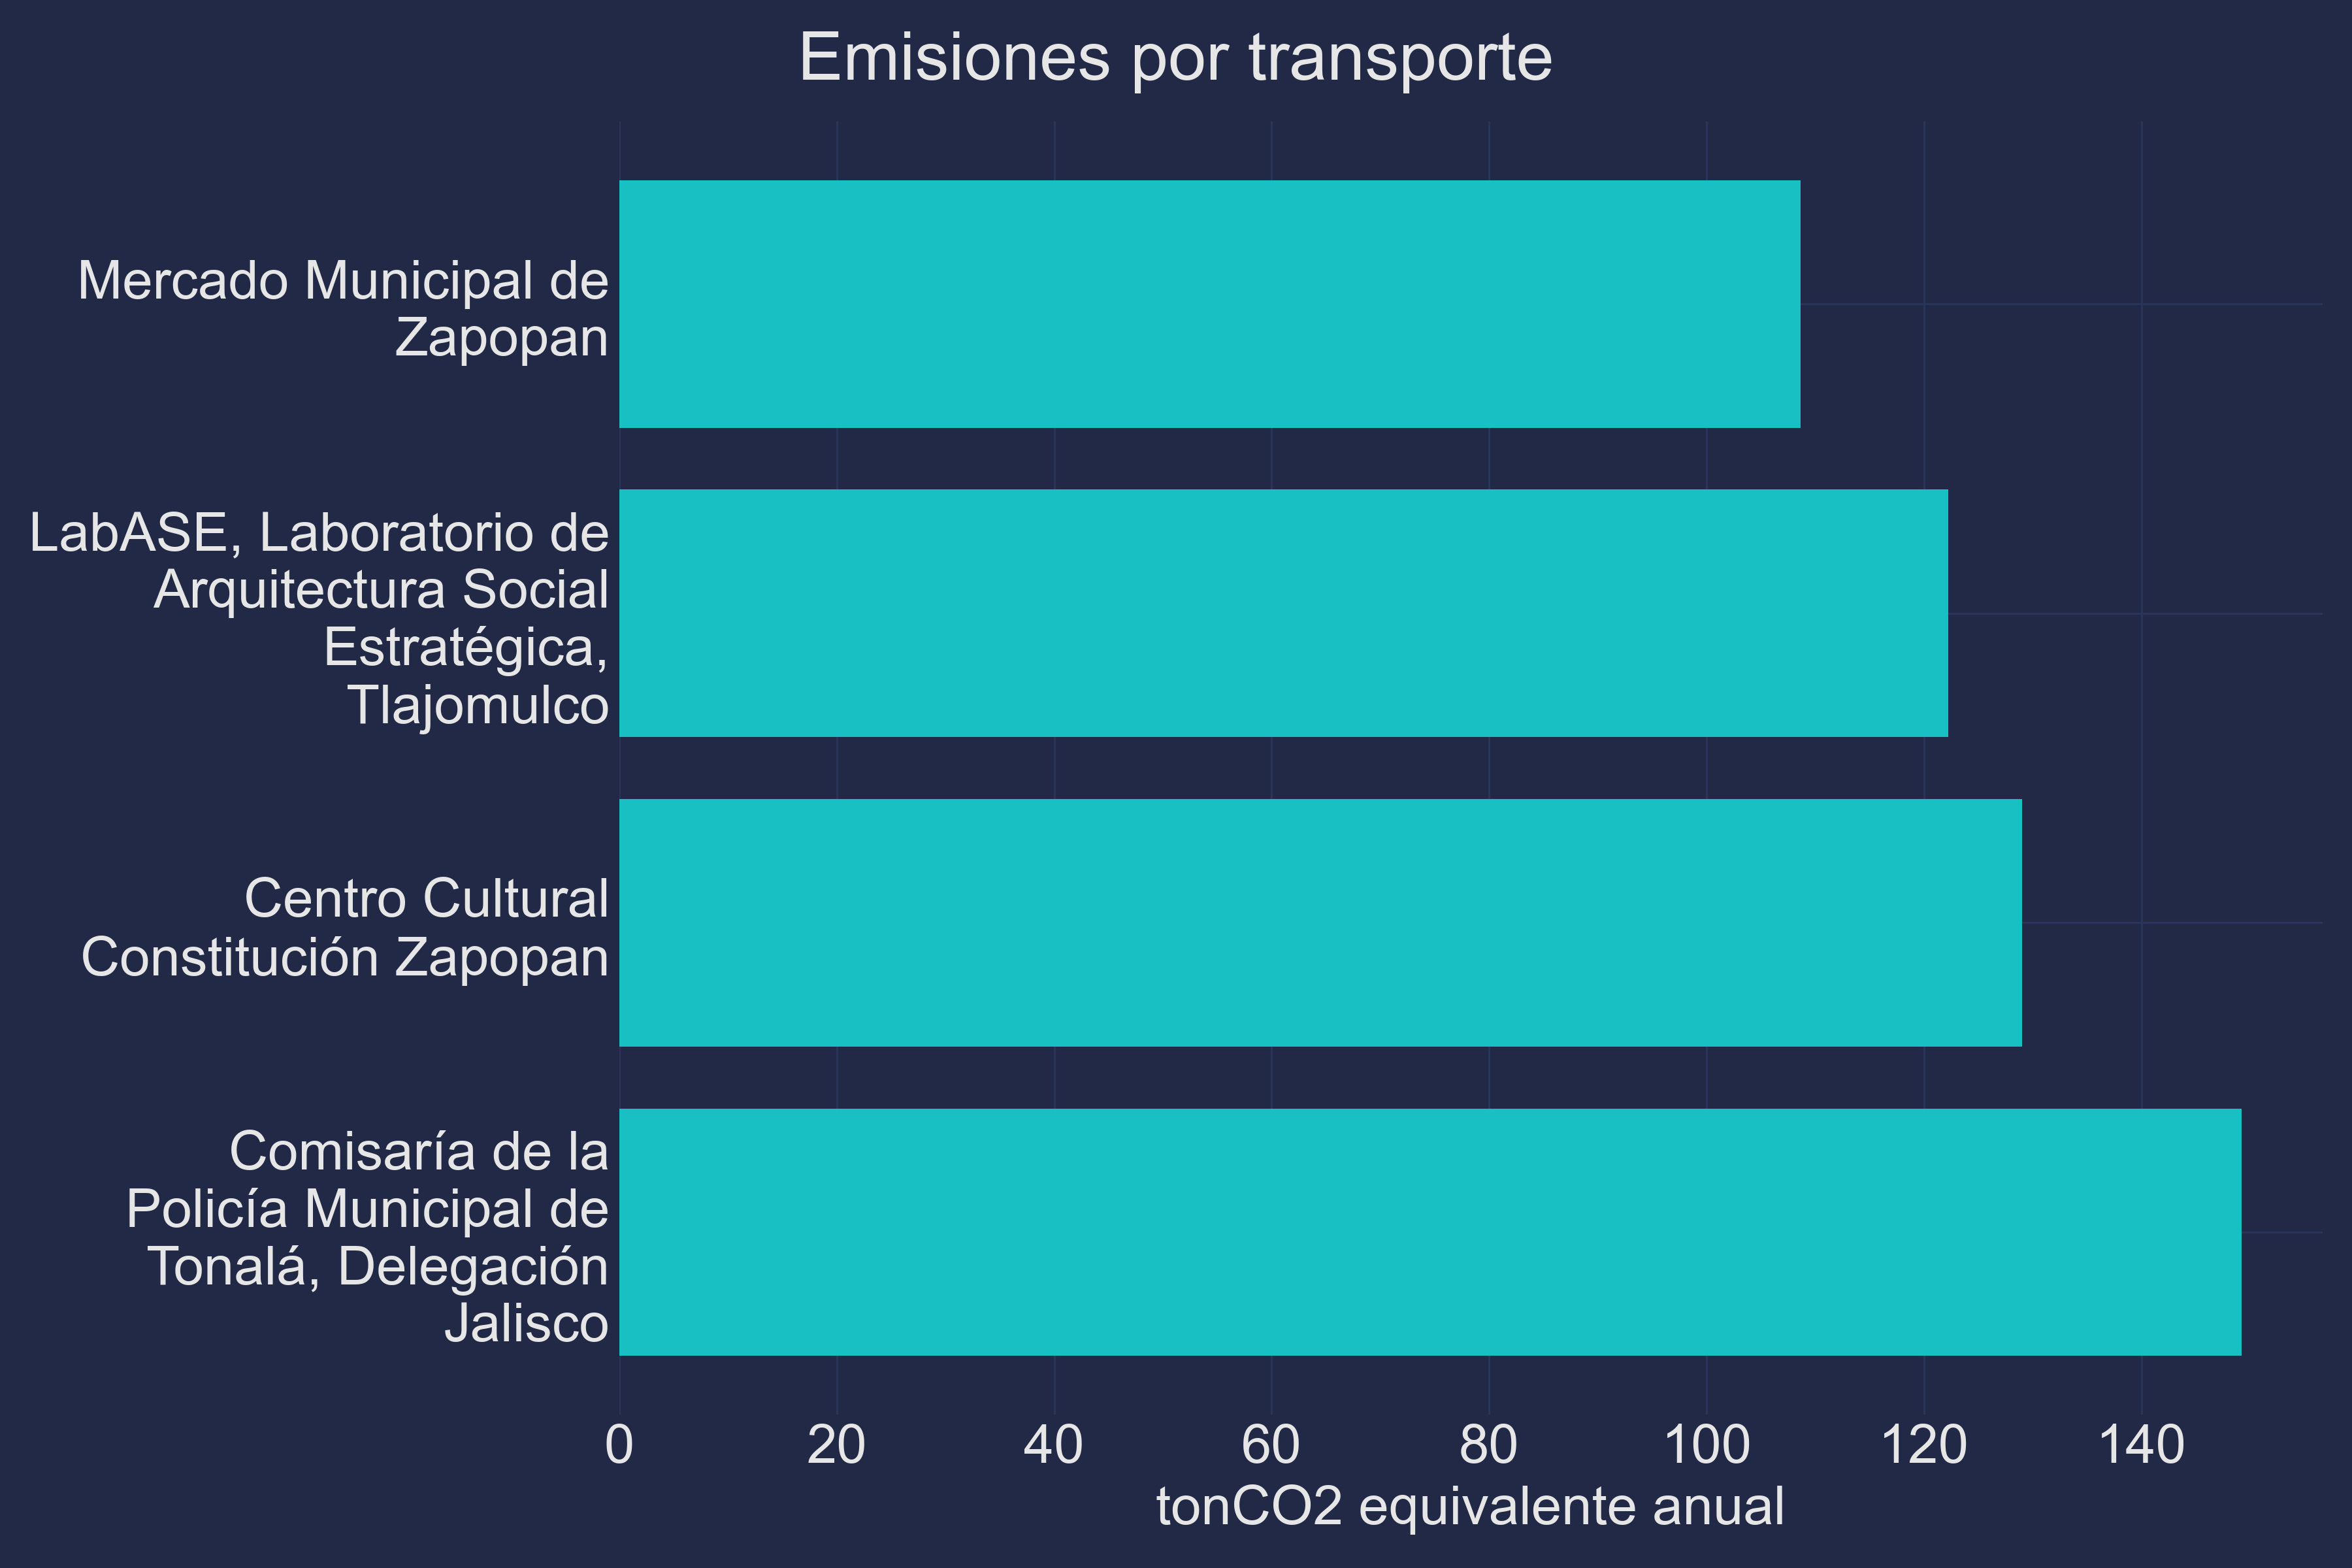 Emisiones por transporte
Mercado Municipal de
Zapopan
LabASE, Laboratorio de
Arquitectura Social
Estratégica,
Tlajomulco
Centro Cultural
Constitución Zapopan
Comisaría de la
Policía Municipal de
Tonalá, Delegación
Jalisco
0 20 40 60 80 100 120 140
tonCO2 equivalente anual